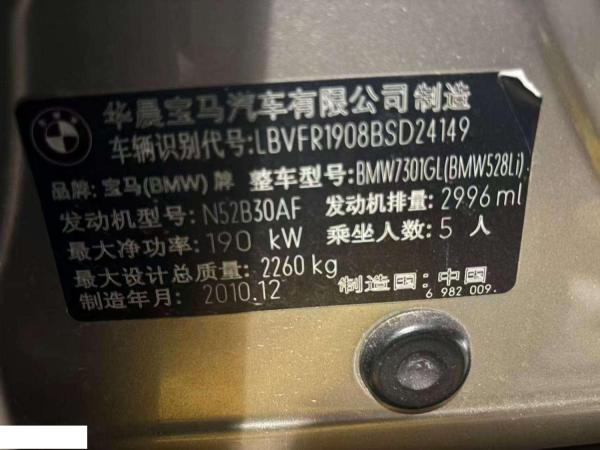 BMW
华晨宝马汽车有限公司制造
车辆识别代号:LBVFR1908BSD24149
品牌: 宝马(BMW) 牌 整车型号:BMW7301GL(BMW528Li)
发动机型号: N52B30AF 发动机排量: 2996 ml
最大净功率: 190 kW 乘坐人数: 5 人
最大设计总质量: 2260 kg
制造年月: 2010.12 制造国: 中国
6 982 009.